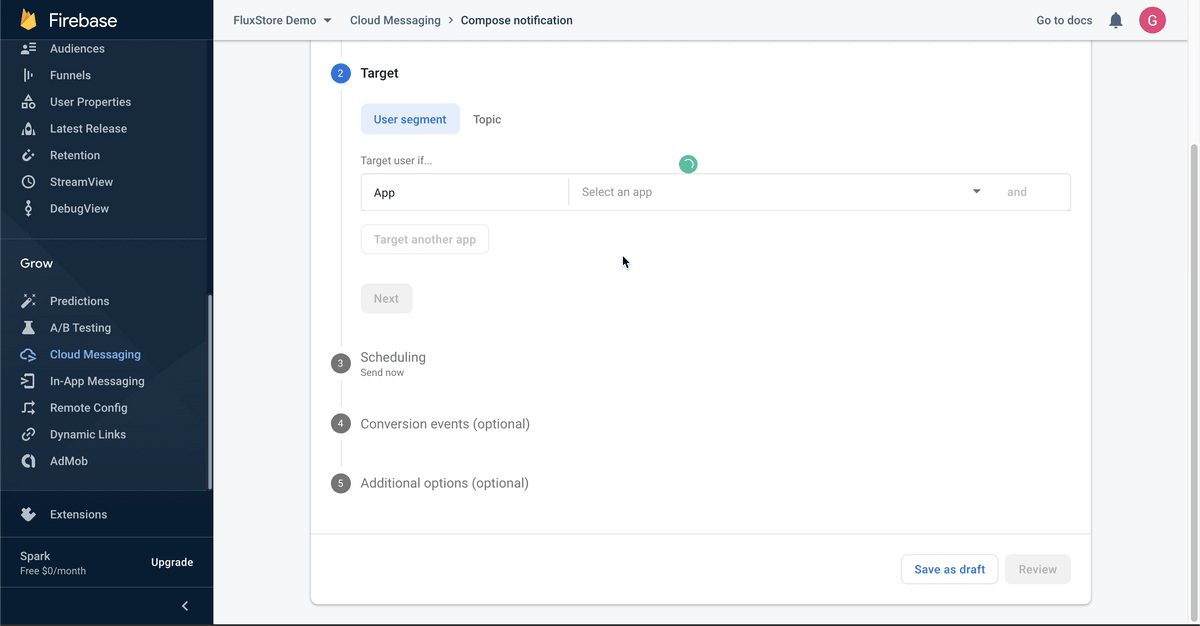 Firebase
FluxStore Demo
Cloud Messaging > Compose notification
Go to docs
G
Audiences
Funnels
User Properties
Latest Release
Retention
StreamView
DebugView
Grow
Predictions
A/B Testing
Cloud Messaging
In-App Messaging
Remote Config
Dynamic Links
AdMob
Extensions
Spark
Free $0/month
Upgrade
2 Target
User segment
Topic
Target user if...
App
Select an app
and
Target another app
Next
3 Scheduling
Send now
4 Conversion events (optional)
5 Additional options (optional)
Save as draft
Review